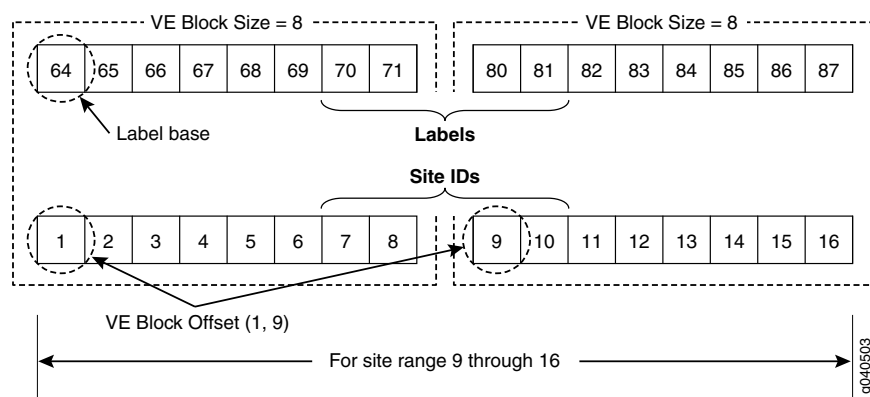 VE Block Size = 8 VE Block Size = 8
64 65 66 67 68 69 70 71 80 81 82 83 84 85 86 87
Label base
Labels
Site IDs
1 2 3 4 5 6 7 8 9 10 11 12 13 14 15 16
VE Block Offset (1, 9)
For site range 9 through 16
g040503